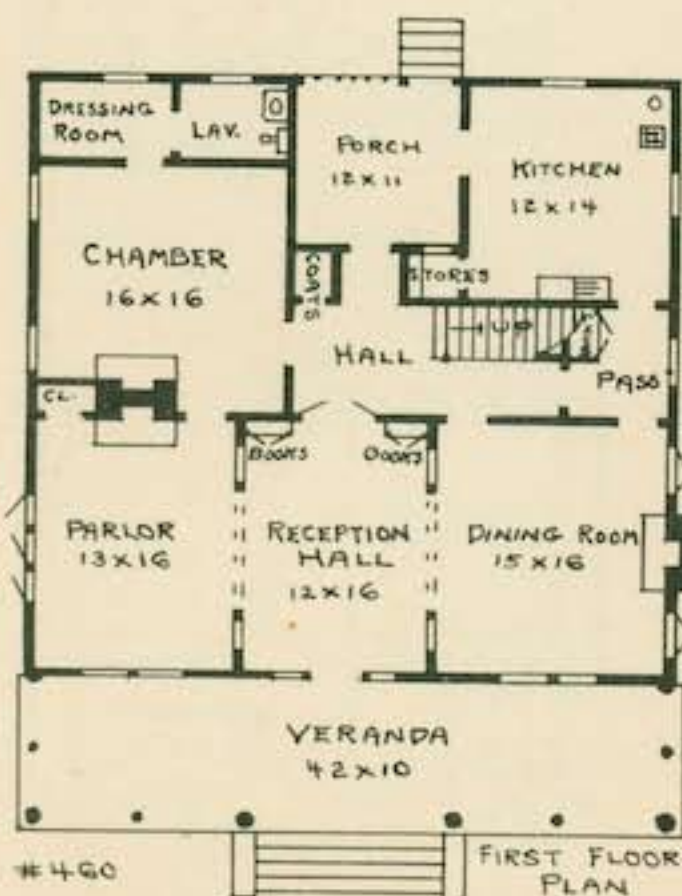 DRESSING
ROOM
LAV.
PORCH
12 X 11
KITCHEN
12 X 14
CHAMBER
16 X 16
COATS
STORES
UP
HALL
PASS
CL.
BOOKS
BOOKS
PARLOR
13 X 16
RECEPTION
HALL
12 X 16
DINING ROOM
15 X 16
VERANDA
42 X 10
#460
FIRST FLOOR
PLAN